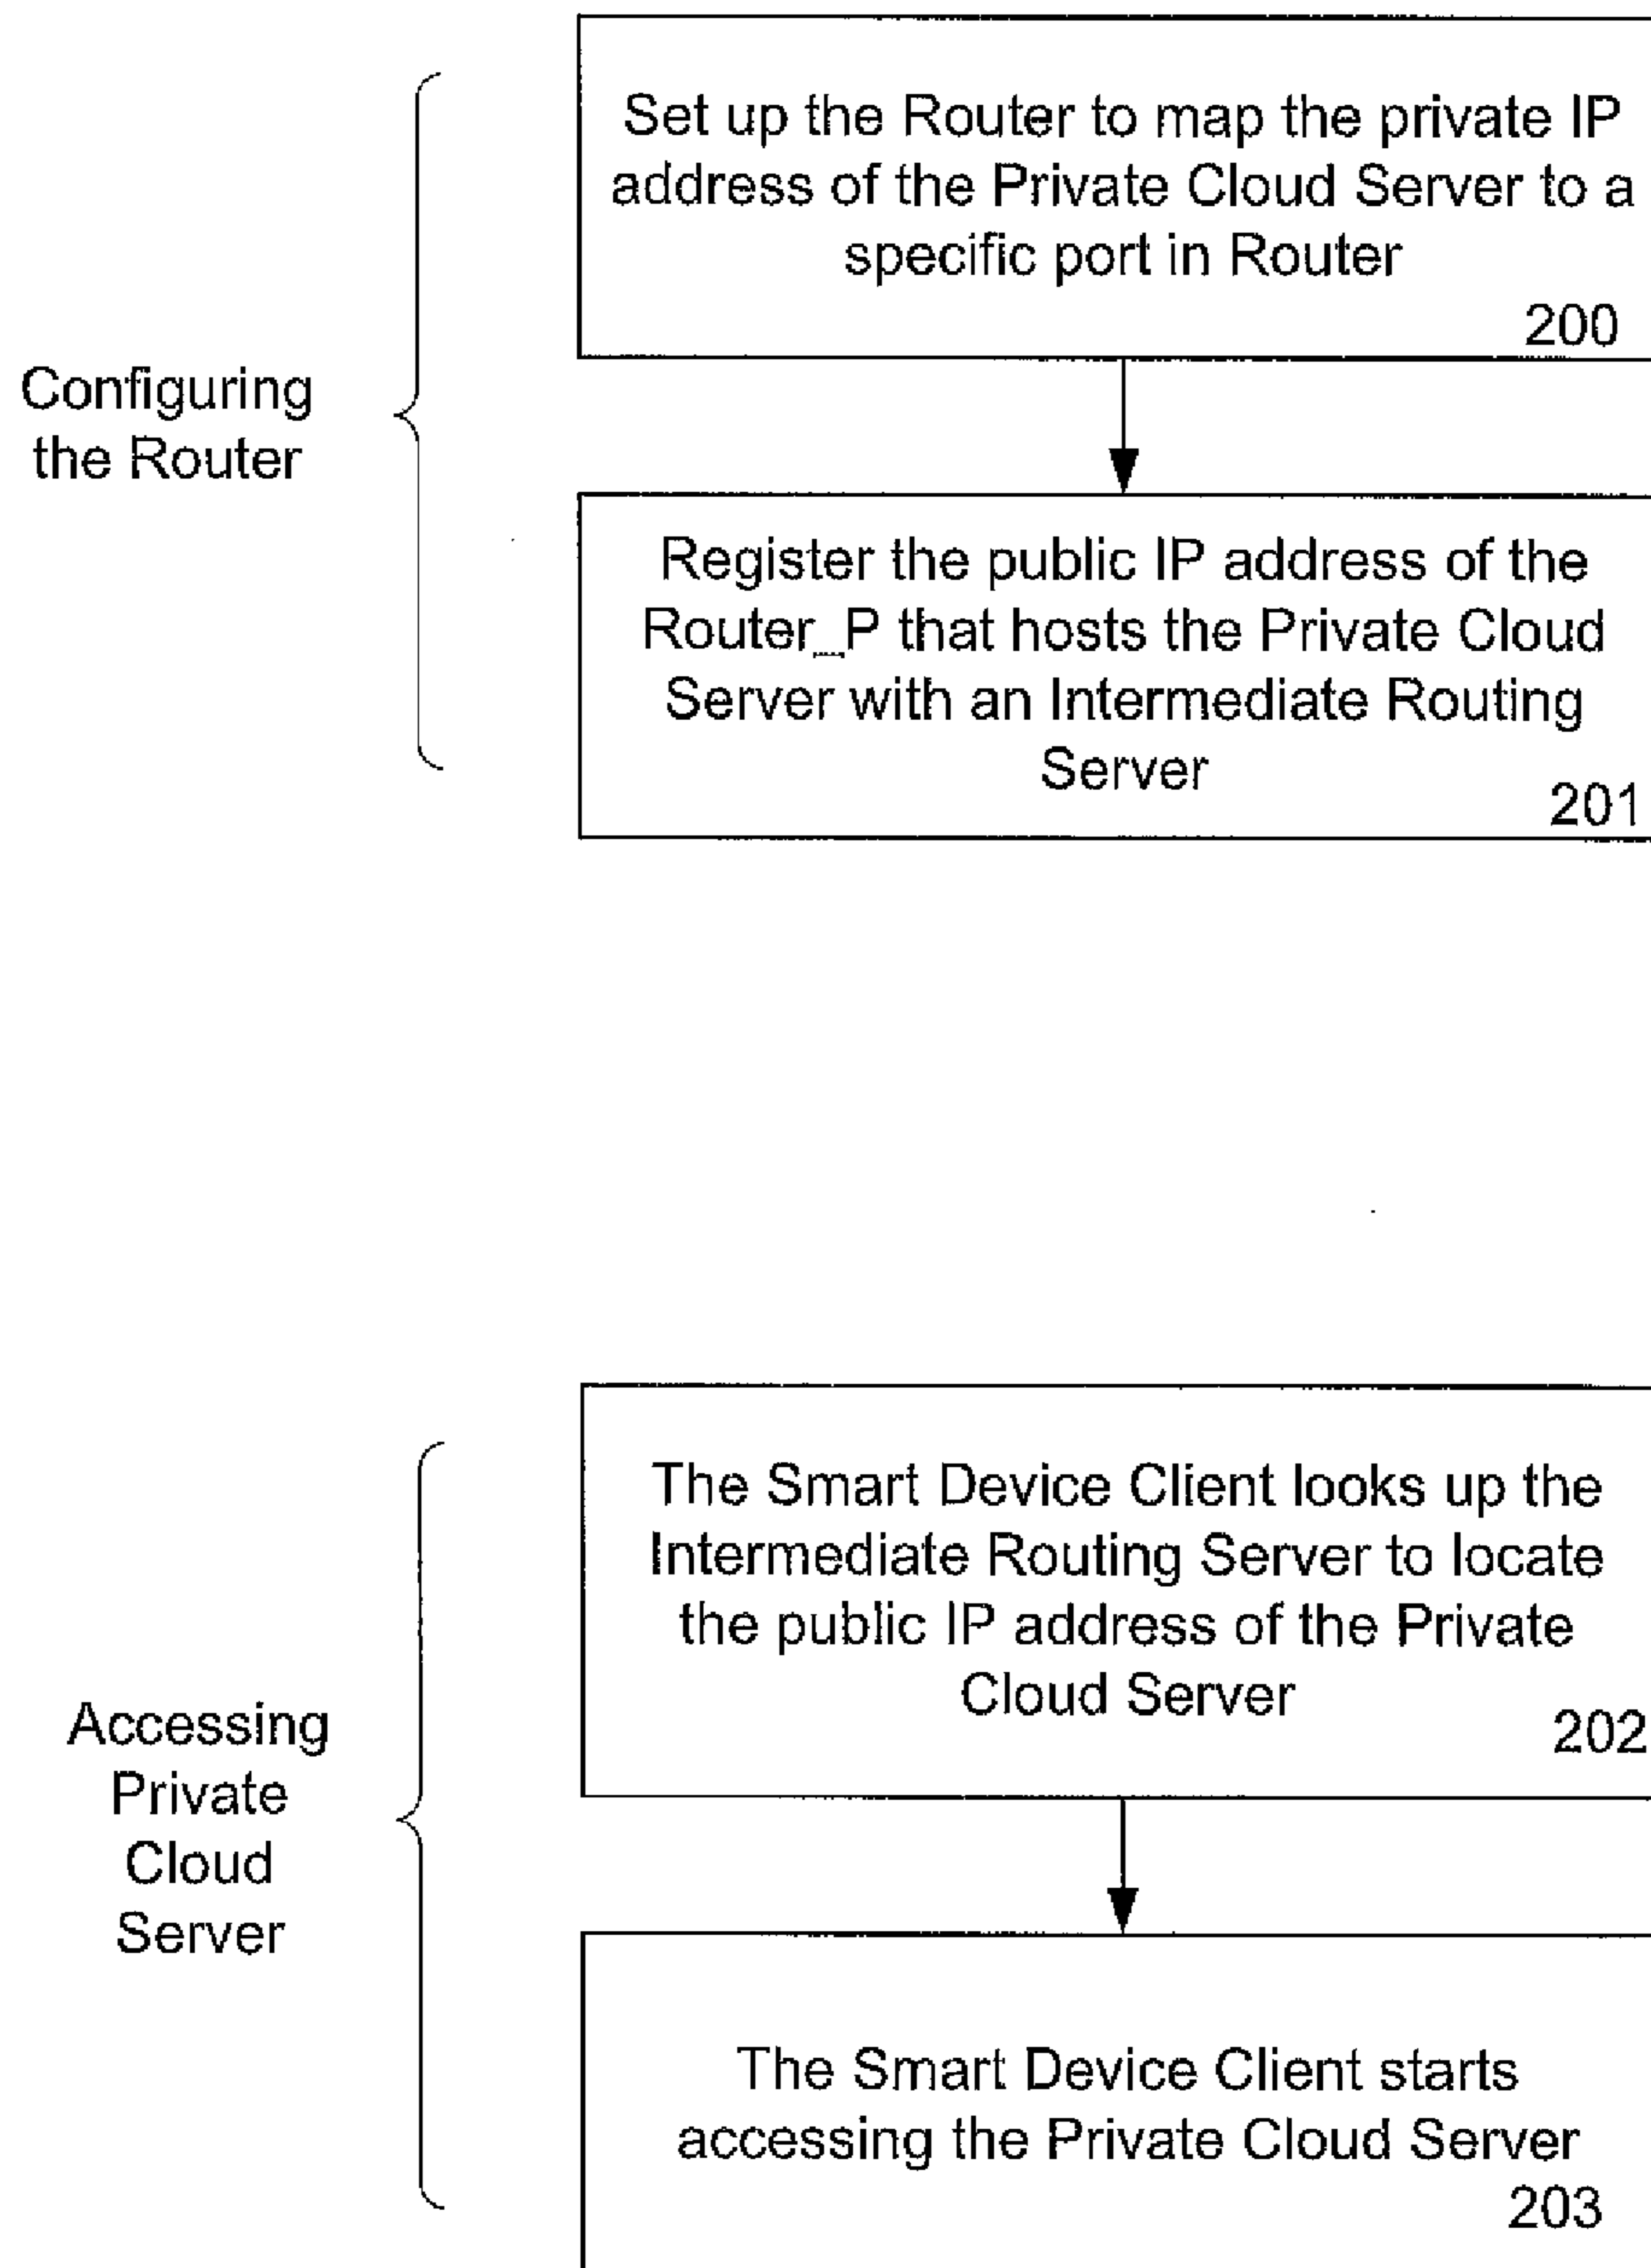 Set up the Router to map the private IP
address of the Private Cloud Server to a
specific port in Router
200
Configuring
the Router
Register the public IP address of the
Router_P that hosts the Private Cloud
Server with an Intermediate Routing
Server
201
The Smart Device Client looks up the
Intermediate Routing Server to locate
the public IP address of the Private
Cloud Server
202
Accessing
Private
Cloud
Server
The Smart Device Client starts
accessing the Private Cloud Server
203